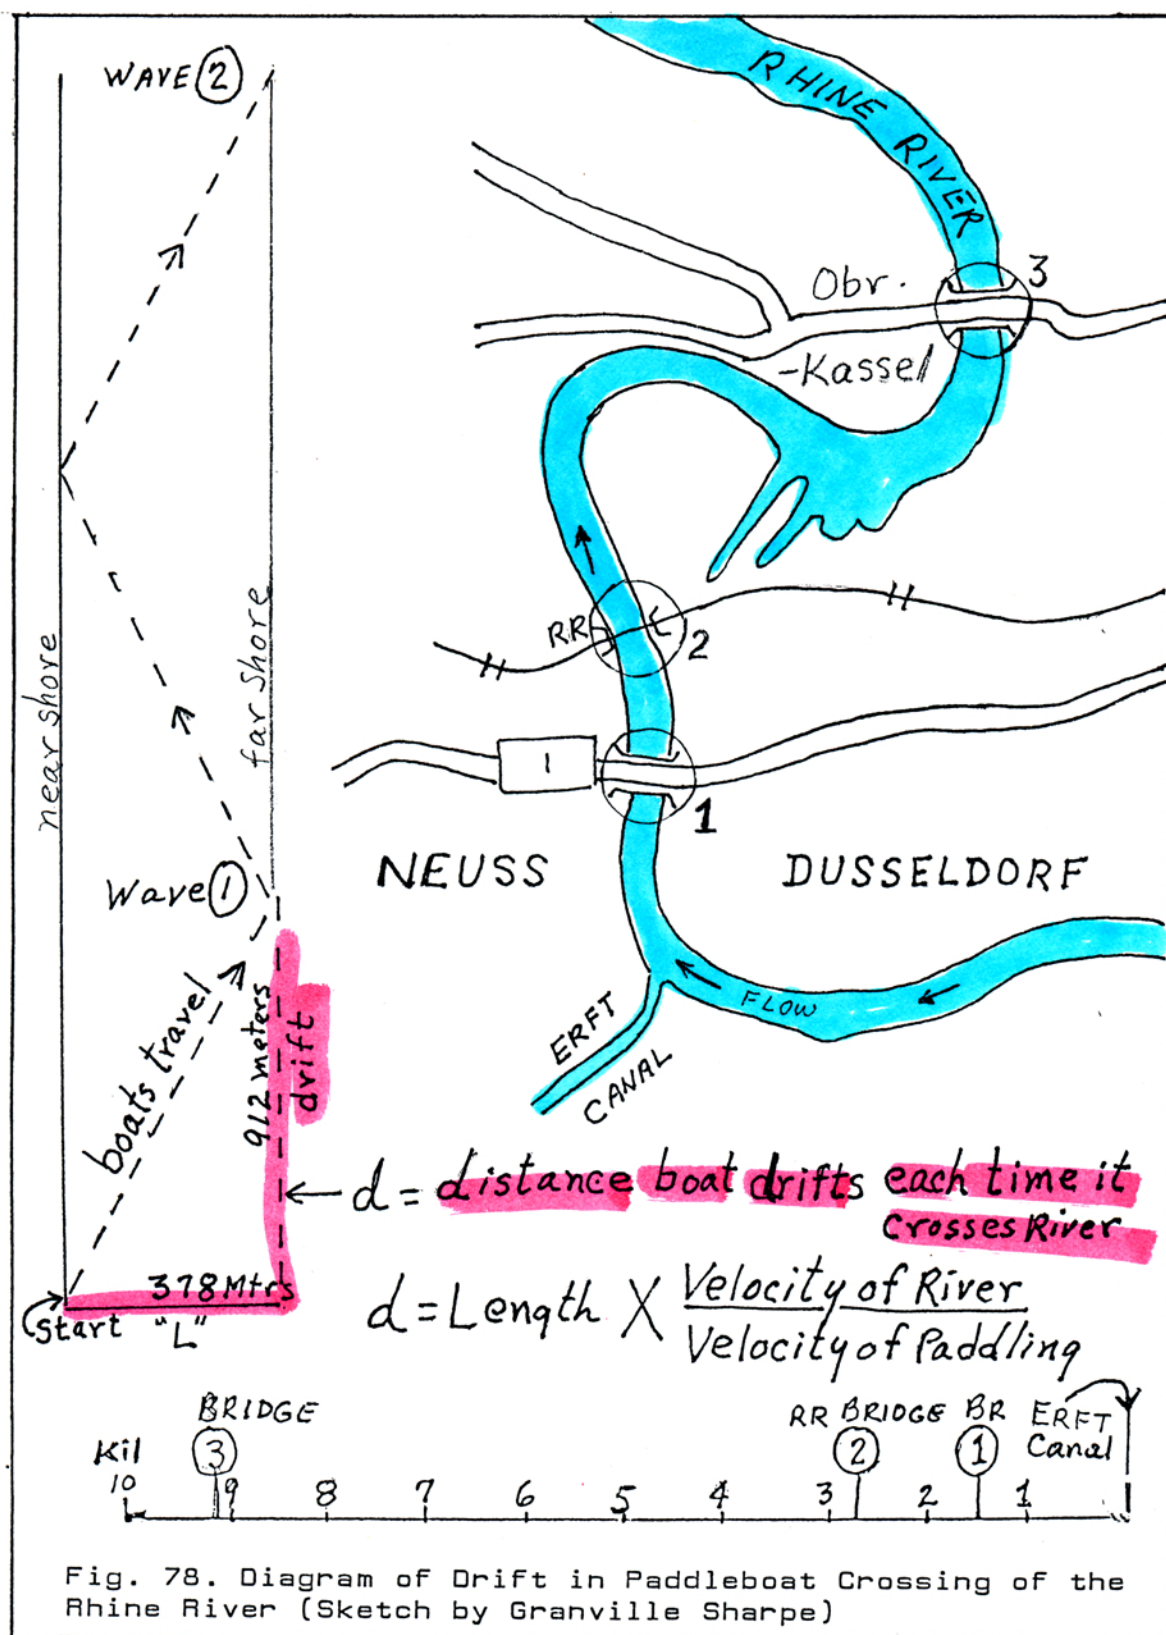 WAVE 2
RHINE RIVER
3
Obr.
-Kassel
near shore
far shore
RR
2
1
1
NEUSS
DUSSELDORF
Wave 1
boats travel
912 meters
drift
FLOW
ERFT
CANAL
d = distance boat drifts each time it
crosses River
378 Mtrs
Start "L"
d = Length X Velocity of River
Velocity of Paddling
BRIDGE
3
RR BRIDGE
2
BR
1
ERFT
Canal
Kil
10 9 8 7 6 5 4 3 2 1
Fig. 78. Diagram of Drift in Paddleboat Crossing of the
Rhine River (Sketch by Granville Sharpe)